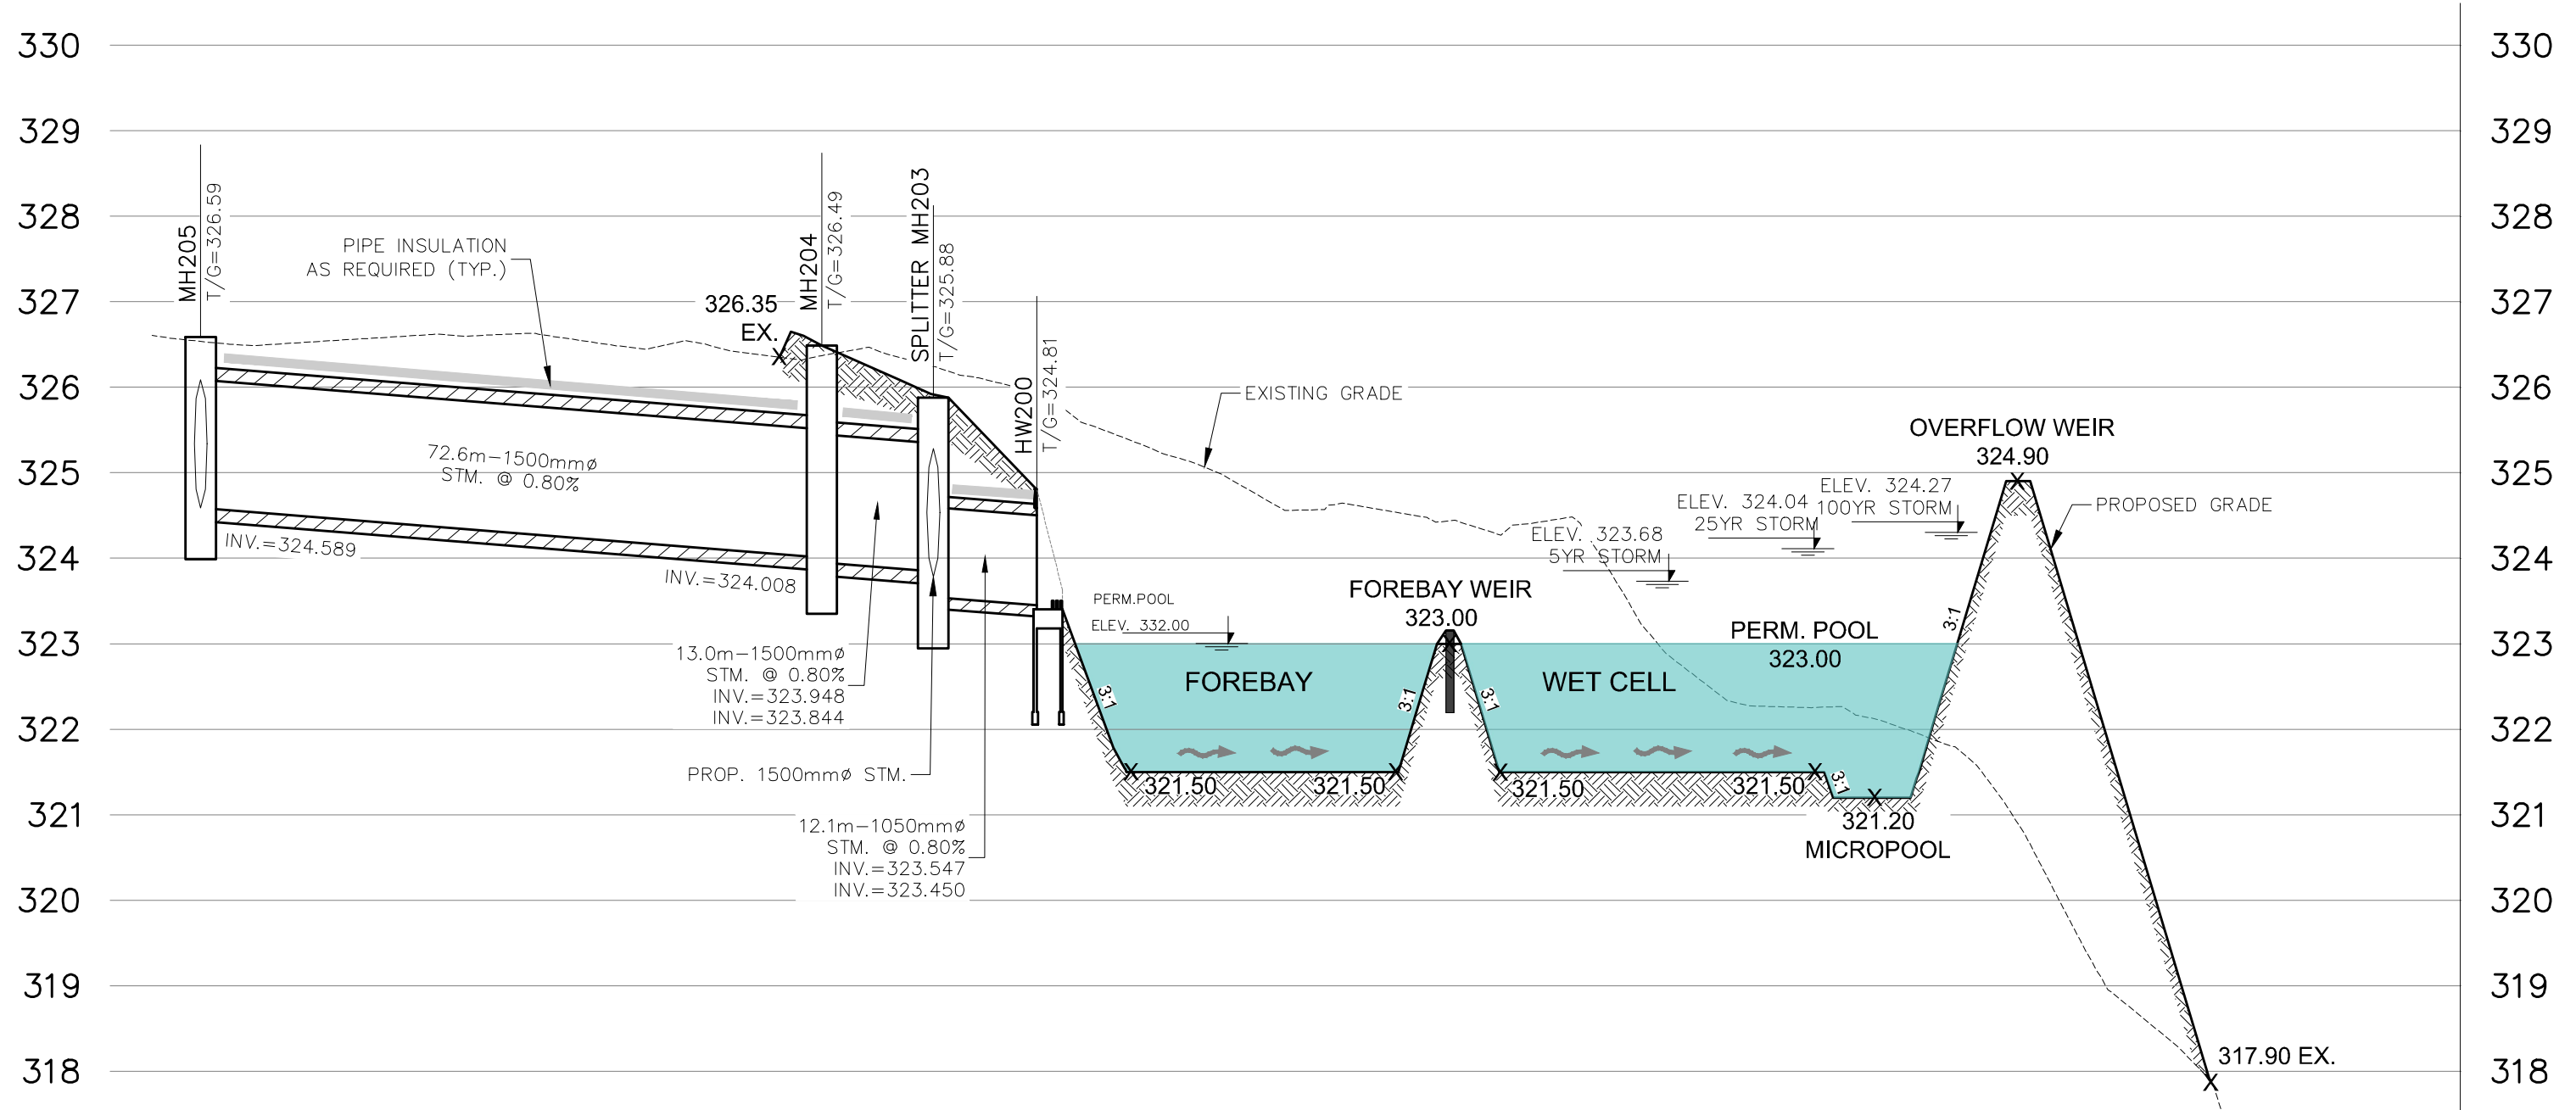 330
330
329
329
328
328
327
327
326
326
325
325
324
324
323
323
322
322
321
321
320
320
319
319
318
318
MH205
T/G=326.59
PIPE INSULATION
AS REQUIRED (TYP.)
326.35
EX.
MH204
T/G=326.49
SPLITTER MH203
T/G=325.88
HW200
T/G=324.81
EXISTING GRADE
72.6m-1500mmø
STM. @ 0.80%
INV.=324.589
INV.=324.008
13.0m-1500mmø
STM. @ 0.80%
INV.=323.948
INV.=323.844
PROP. 1500mmø STM.
12.1m-1050mmø
STM. @ 0.80%
INV.=323.547
INV.=323.450
PERM.POOL
ELEV. 332.00
FOREBAY
3:1
3:1
321.50
321.50
FOREBAY WEIR
323.00
3:1
WET CELL
321.50
321.50
ELEV. 323.68
5YR STORM
ELEV. 324.04
25YR STORM
ELEV. 324.27
100YR STORM
PERM. POOL
323.00
3:1
3:1
321.20
MICROPOOL
OVERFLOW WEIR
324.90
PROPOSED GRADE
317.90 EX.